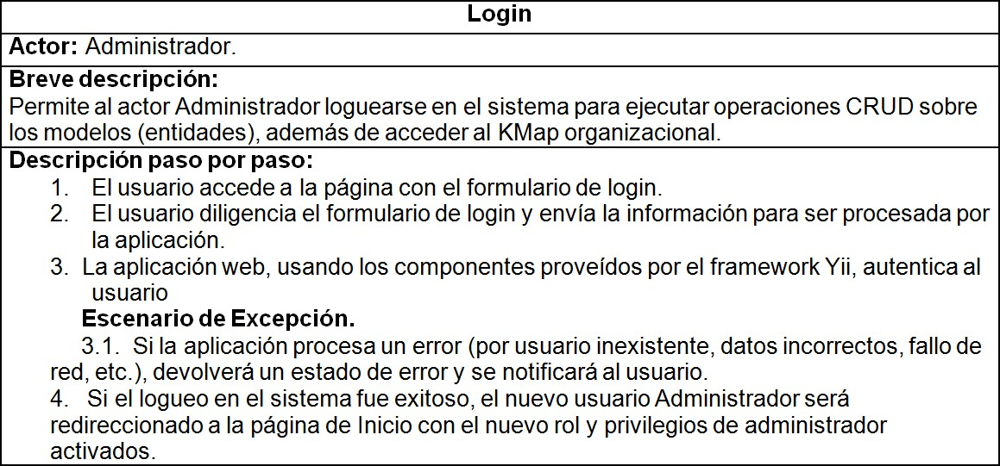 Login
Actor: Administrador.
Breve descripción:
Permite al actor Administrador loguearse en el sistema para ejecutar operaciones CRUD sobre
los modelos (entidades), además de acceder al KMap organizacional.
Descripción paso por paso:
1. El usuario accede a la página con el formulario de login.
2. El usuario diligencia el formulario de login y envía la información para ser procesada por
la aplicación.
3. La aplicación web, usando los componentes proveídos por el framework Yii, autentica al
usuario
Escenario de Excepción.
3.1. Si la aplicación procesa un error (por usuario inexistente, datos incorrectos, fallo de
red, etc.), devolverá un estado de error y se notificará al usuario.
4. Si el logueo en el sistema fue exitoso, el nuevo usuario Administrador será
redireccionado a la página de Inicio con el nuevo rol y privilegios de administrador
activados.